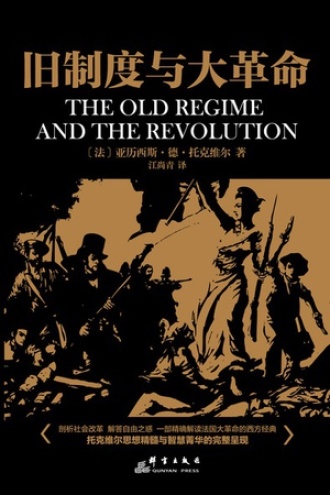 旧制度与大革命
THE OLD REGIME
AND THE REVOLUTION
〔法〕亚历西斯·德·托克维尔 著
江尚青 译
剖析社会改革 解答自由之惑 一部精确解读法国大革命的西方经典
托克维尔思想精髓与智慧菁华的完整呈现
群言出版社
QUNYAN PRESS